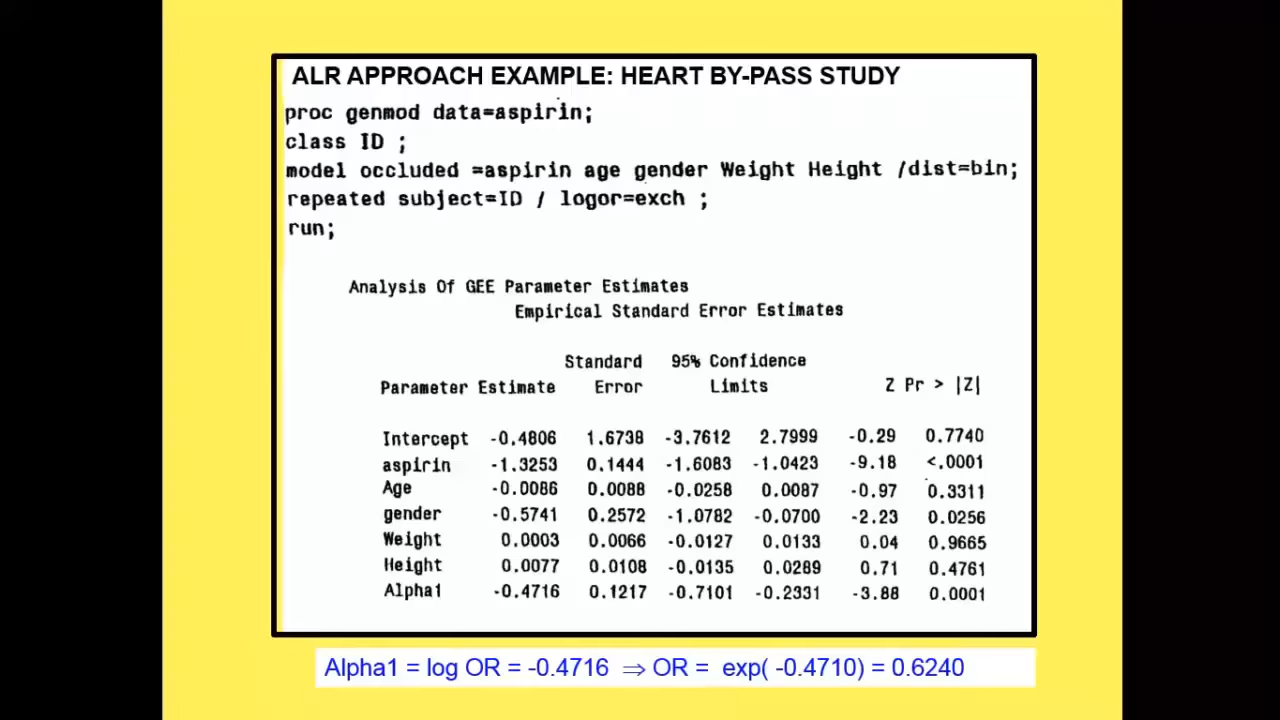 ALR APPROACH EXAMPLE: HEART BY-PASS STUDY
proc genmod data=aspirin;
class ID ;
model occluded =aspirin age gender Weight Height /dist=bin;
repeated subject=ID / logor=exch ;
run;
Analysis Of GEE Parameter Estimates
Empirical Standard Error Estimates
Standard 95% Confidence
Parameter Estimate Error Limits Z Pr > |Z|
Intercept -0.4806 1.6738 -3.7612 2.7999 -0.29 0.7740
aspirin -1.3253 0.1444 -1.6083 -1.0423 -9.18 <.0001
Age -0.0086 0.0088 -0.0258 0.0087 -0.97 0.3311
gender -0.5741 0.2572 -1.0782 -0.0700 -2.23 0.0256
Weight 0.0003 0.0066 -0.0127 0.0133 0.04 0.9665
Height 0.0077 0.0108 -0.0135 0.0289 0.71 0.4761
Alpha1 -0.4716 0.1217 -0.7101 -0.2331 -3.88 0.0001
Alpha1 = log OR = -0.4716 ⇒ OR = exp( -0.4710) = 0.6240